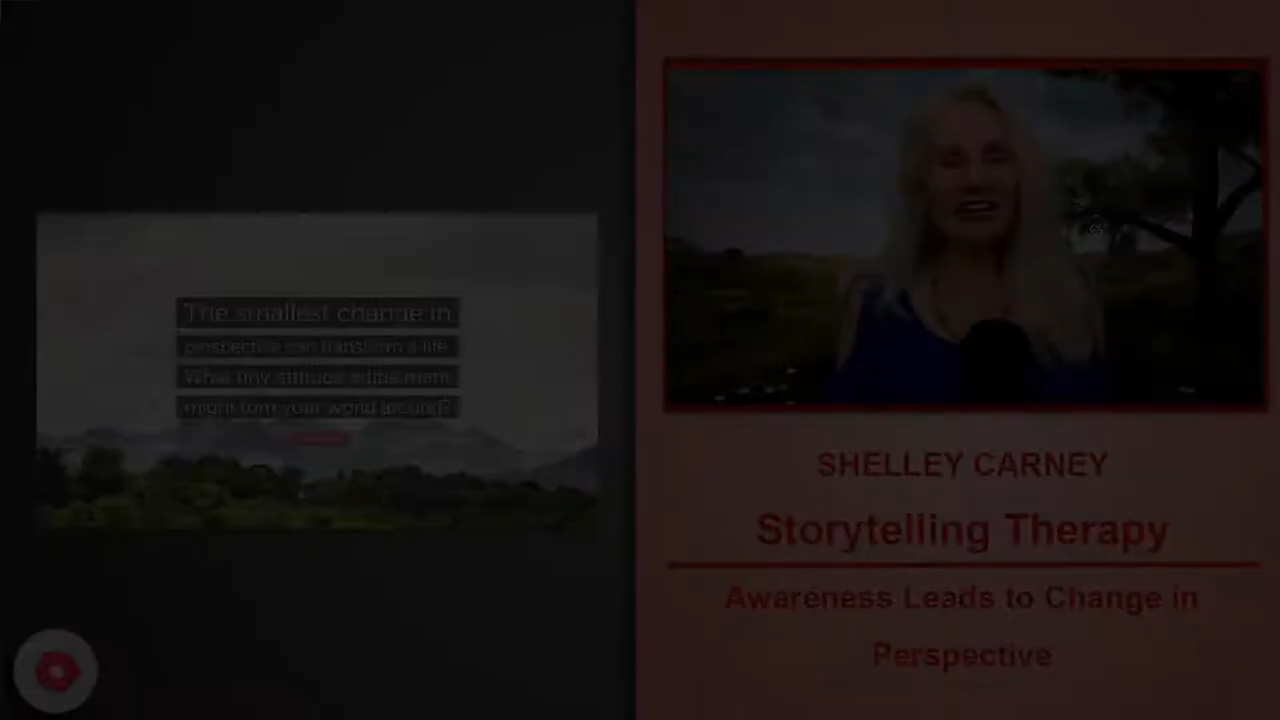 The smallest change in
perspective can transform a life.
What tiny attitude adjustment
might turn your world around?
SHELLEY CARNEY
Storytelling Therapy
Awareness Leads to Change in
Perspective